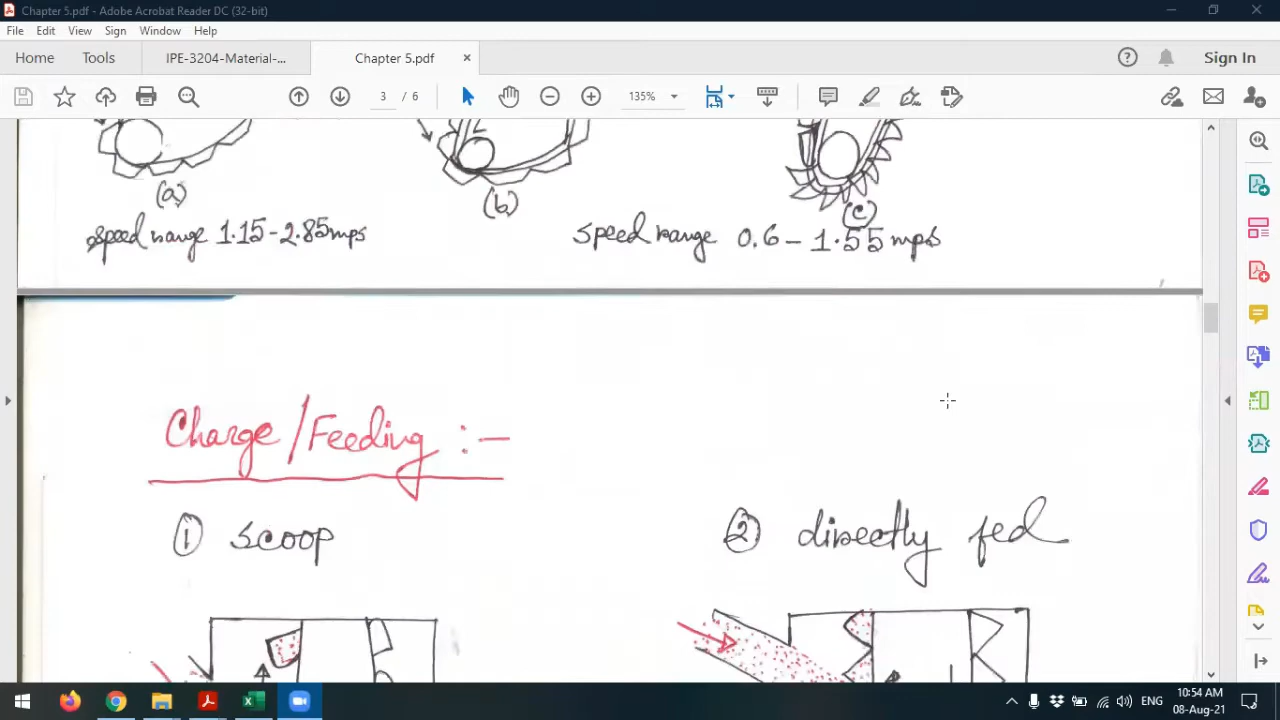 Chapter 5.pdf - Adobe Acrobat Reader DC (32-bit)
File Edit View Sign Window Help
Home Tools IPE-3204-Material-... Chapter 5.pdf × Sign In
3 / 6 135%
(a) (b) (c)
speed range 1.15-2.85mps speed range 0.6-1.55mps
Charge/Feeding :-
① scoop ② directly fed
ENG 10:54 AM
08-Aug-21